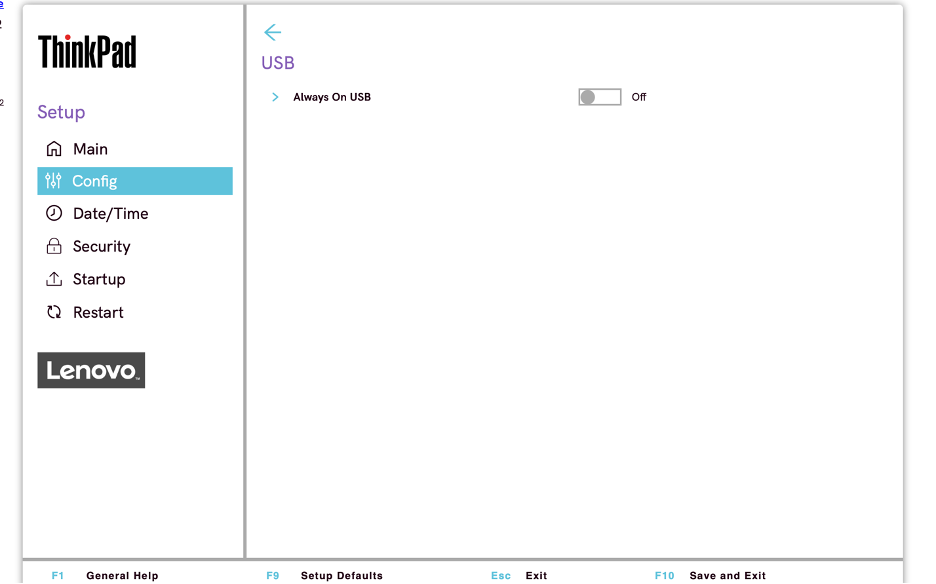 ThinkPad
Setup
Main
Config
Date/Time
Security
Startup
Restart
Lenovo
USB
Always On USB Off
F1 General Help F9 Setup Defaults Esc Exit F10 Save and Exit